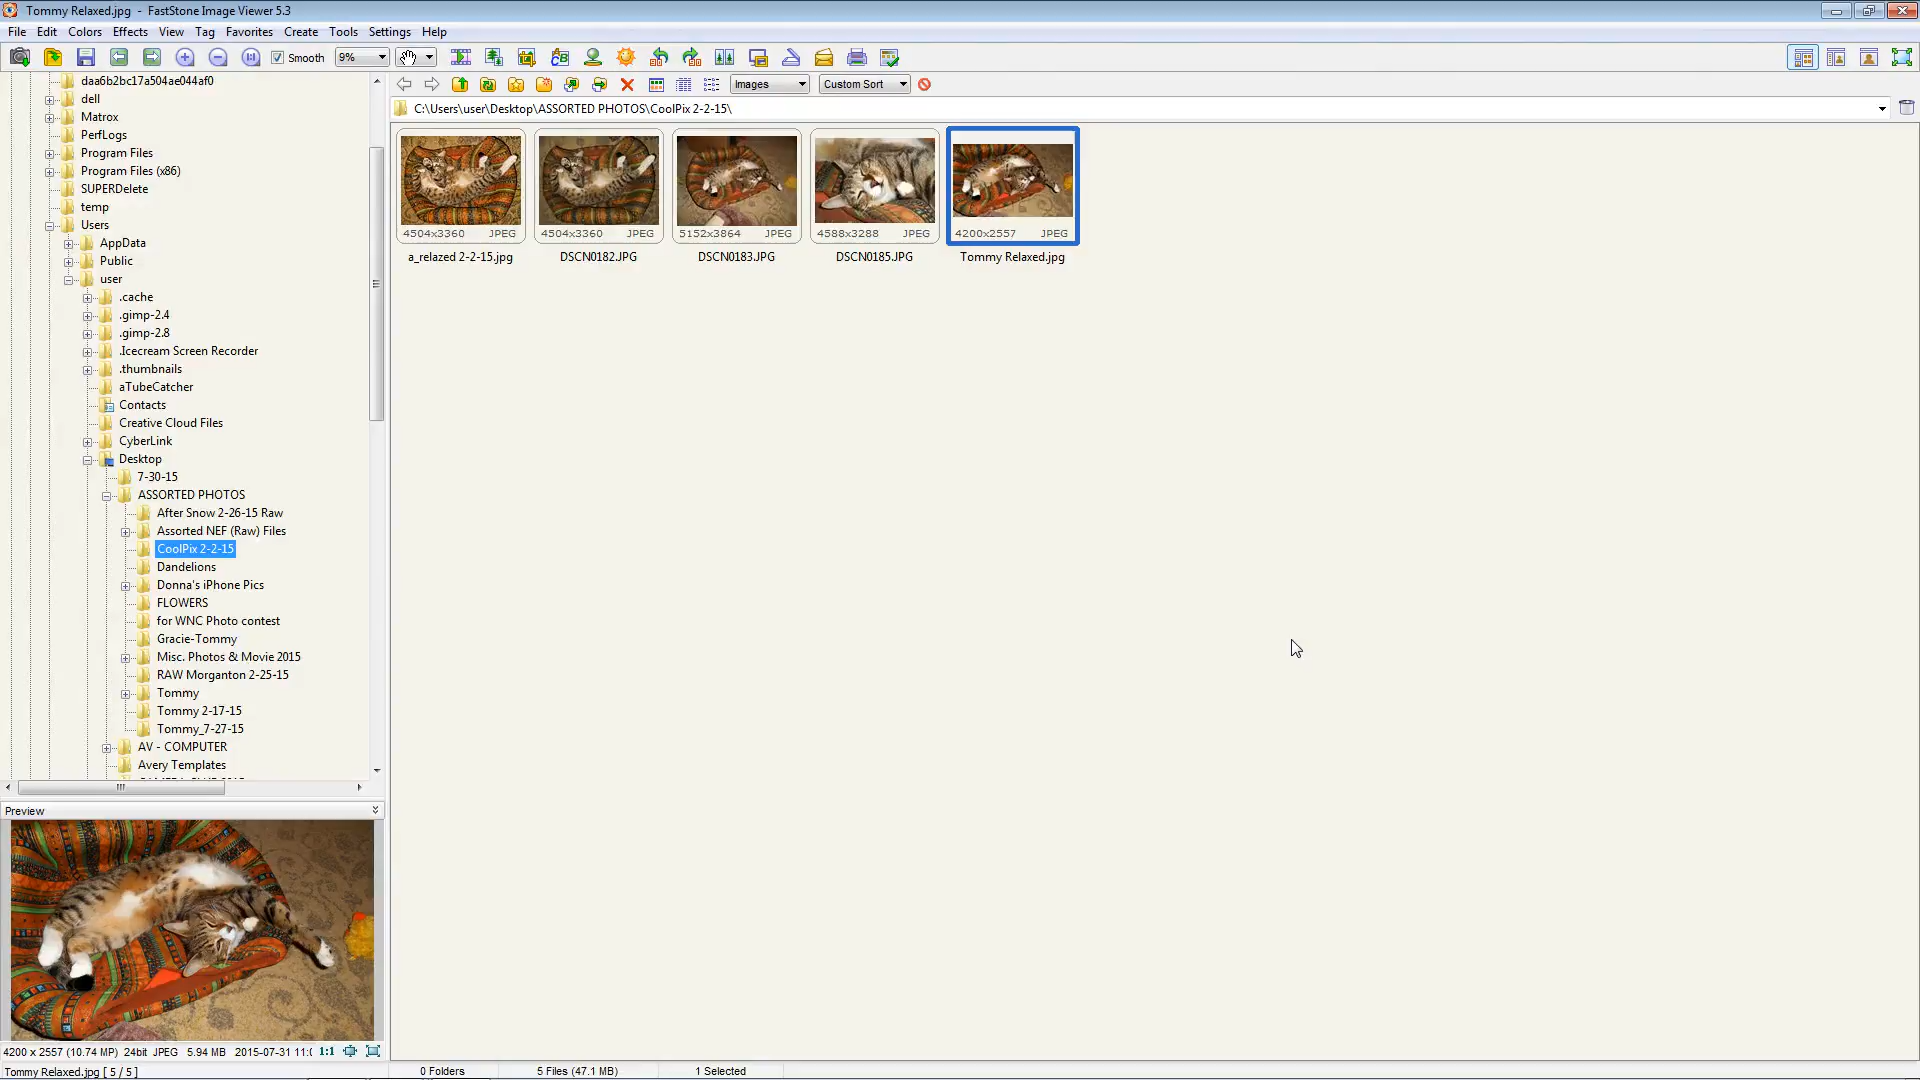 Tommy Relaxed.jpg - FastStone Image Viewer 5.3
File Edit Colors Effects View Tag Favorites Create Tools Settings Help
Smooth 9%
Images Custom Sort
C:\Users\user\Desktop\ASSORTED PHOTOS\CoolPix 2-2-15\
daa6b2bc17a504ae044af0
dell
Matrox
PerfLogs
Program Files
Program Files (x86)
SUPERDelete
temp
Users
AppData
Public
user
.cache
.gimp-2.4
.gimp-2.8
.Icecream Screen Recorder
.thumbnails
aTubeCatcher
Contacts
Creative Cloud Files
CyberLink
Desktop
7-30-15
ASSORTED PHOTOS
After Snow 2-26-15 Raw
Assorted NEF (Raw) Files
CoolPix 2-2-15
Dandelions
Donna's iPhone Pics
FLOWERS
for WNC Photo contest
Gracie-Tommy
Misc. Photos & Movie 2015
RAW Morganton 2-25-15
Tommy
Tommy 2-17-15
Tommy_7-27-15
AV - COMPUTER
Avery Templates
4504x3360 JPEG
a_relazed 2-2-15.jpg
4504x3360 JPEG
DSCN0182.JPG
5152x3864 JPEG
DSCN0183.JPG
4588x3288 JPEG
DSCN0185.JPG
4200x2557 JPEG
Tommy Relaxed.jpg
Preview
4200 x 2557 (10.74 MP) 24bit JPEG 5.94 MB 2015-07-31 11:0 1:1
Tommy Relaxed.jpg [ 5 / 5 ]
0 Folders 5 Files (47.1 MB) 1 Selected